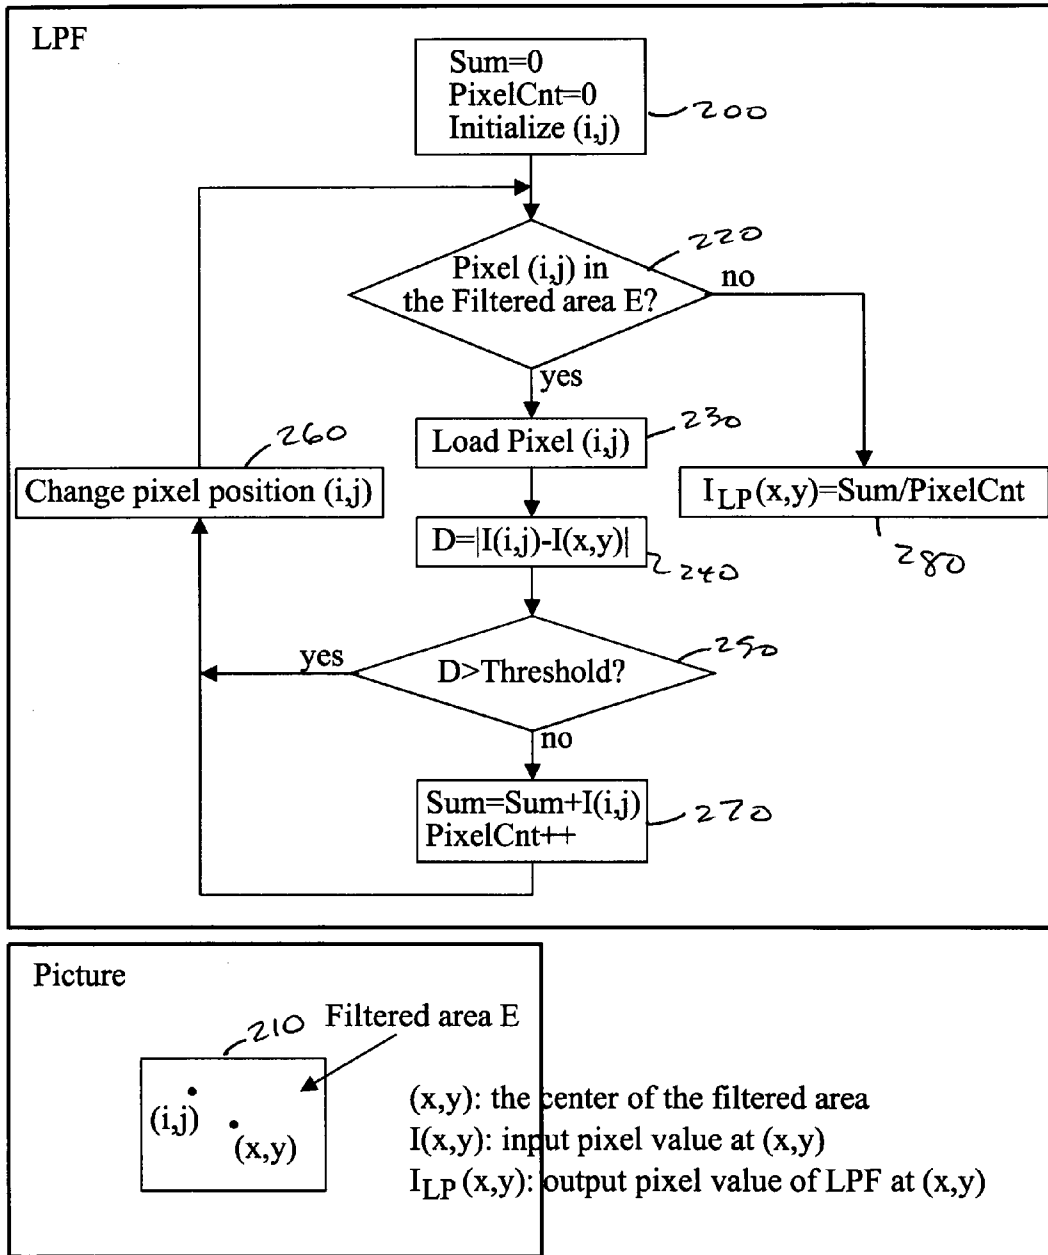 LPF
Sum=0
PixelCnt=0
Initialize (i,j)
200
220
Pixel (i,j) in
the Filtered area E?
no
yes
Load Pixel (i,j)
230
260
Change pixel position (i,j)
I_LP(x,y)=Sum/PixelCnt
280
D=|I(i,j)-I(x,y)|
240
250
yes
D>Threshold?
no
Sum=Sum+I(i,j)
PixelCnt++
270
Picture
210
Filtered area E
(i,j)
(x,y)
(x,y): the center of the filtered area
I(x,y): input pixel value at (x,y)
I_LP(x,y): output pixel value of LPF at (x,y)